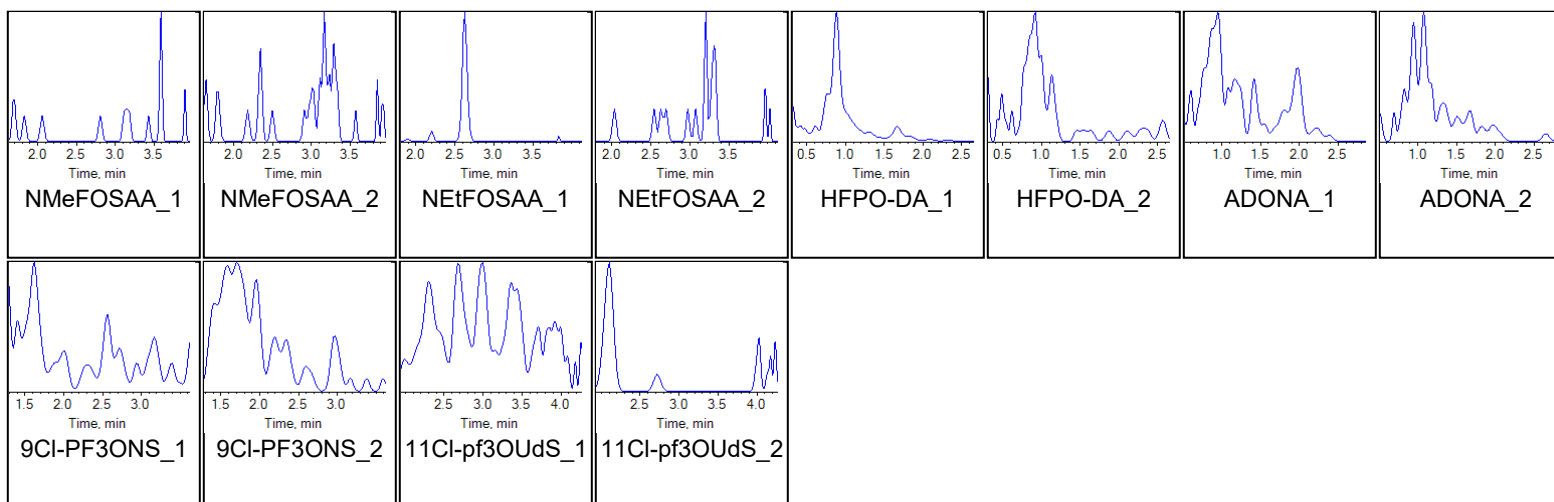 2.0 2.5 3.0 3.5 2.0 2.5 3.0 3.5 2.0 2.5 3.0 3.5 4.0 2.0 2.5 3.0 3.5 4.0 0.5 1.0 1.5 2.0 2.5 0.5 1.0 1.5 2.0 2.5 1.0 1.5 2.0 2.5 1.0 1.5 2.0 2.5
Time, min Time, min Time, min Time, min Time, min Time, min Time, min Time, min
NMeFOSAA_1 NMeFOSAA_2 NEtFOSAA_1 NEtFOSAA_2 HFPO-DA_1 HFPO-DA_2 ADONA_1 ADONA_2
1.5 2.0 2.5 3.0 1.5 2.0 2.5 3.0 2.5 3.0 3.5 4.0 2.5 3.0 3.5 4.0
Time, min Time, min Time, min Time, min
9Cl-PF3ONS_1 9Cl-PF3ONS_2 11Cl-pf3OUdS_1 11Cl-pf3OUdS_2